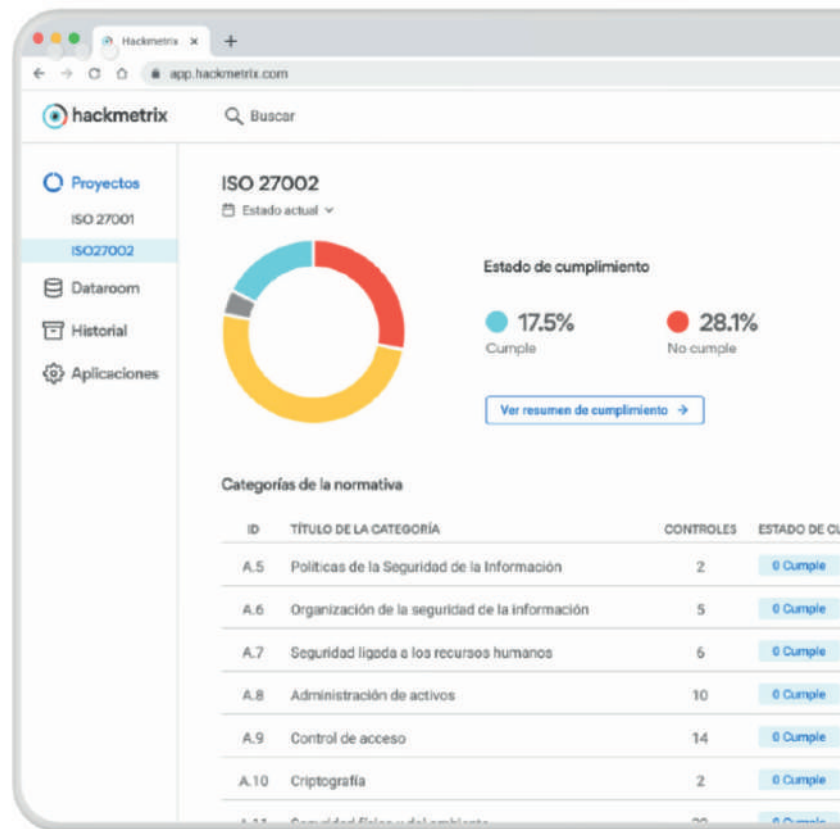 Hackmetrix × +
app.hackmetrix.com
hackmetrix
Buscar
Proyectos
ISO 27001
ISO27002
Dataroom
Historial
Aplicaciones
ISO 27002
Estado actual
Estado de cumplimiento
17.5%
Cumple
28.1%
No cumple
Ver resumen de cumplimiento →
Categorías de la normativa
ID TÍTULO DE LA CATEGORÍA CONTROLES ESTADO DE CU
A.5 Políticas de la Seguridad de la Información 2 0 Cumple
A.6 Organización de la seguridad de la información 5 0 Cumple
A.7 Seguridad ligada a los recursos humanos 6 0 Cumple
A.8 Administración de activos 10 0 Cumple
A.9 Control de acceso 14 0 Cumple
A.10 Criptografía 2 0 Cumple